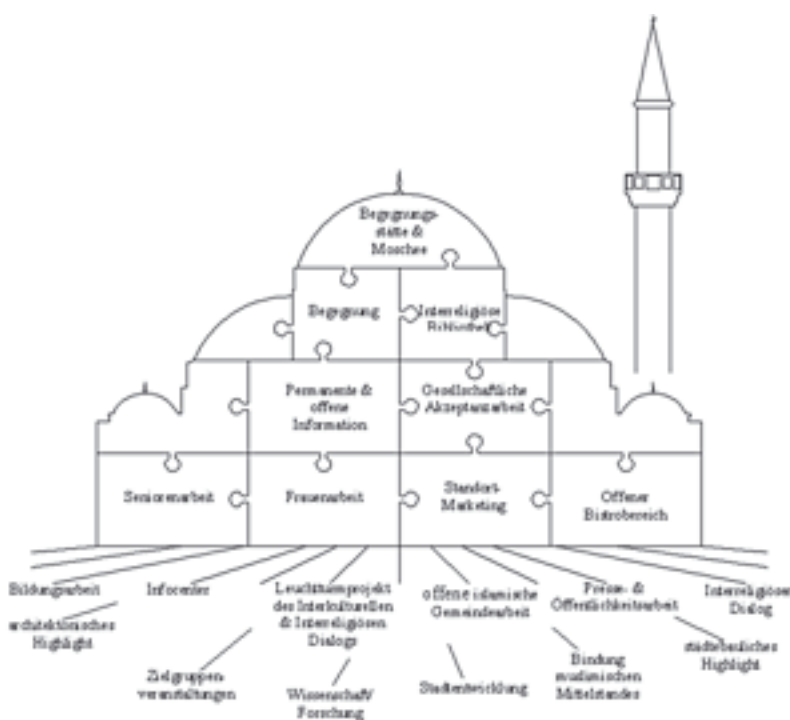 Begegnungs-
stätte &
Moschee
Begegnung
Interreligiöse
Bibliothek
Permanente &
offene
Information
Gesellschaftliche
Akzeptanzarbeit
Seniorenarbeit
Frauenarbeit
Standort-
Marketing
Offener
Bistrobereich
Bildungsarbeit
Infocenter
Leuchtturmprojekt
des Interkulturellen
& Interreligiösen
Dialogs
offene islamische
Gemeindearbeit
Presse- &
Öffentlichkeitsarbeit
Interreligiöser
Dialog
architektonisches
Highlight
Zielgruppen-
veranstaltungen
Wissenschaft/
Forschung
Stadtentwicklung
Bindung
muslimischen
Mittelstandes
städtebauliches
Highlight